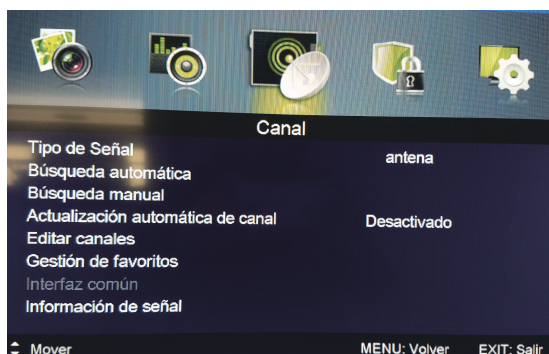 Canal
Tipo de Señal antena
Búsqueda automática
Búsqueda manual
Actualización automática de canal Desactivado
Editar canales
Gestión de favoritos
Interfaz común
Información de señal
Mover MENU: Volver EXIT: Salir